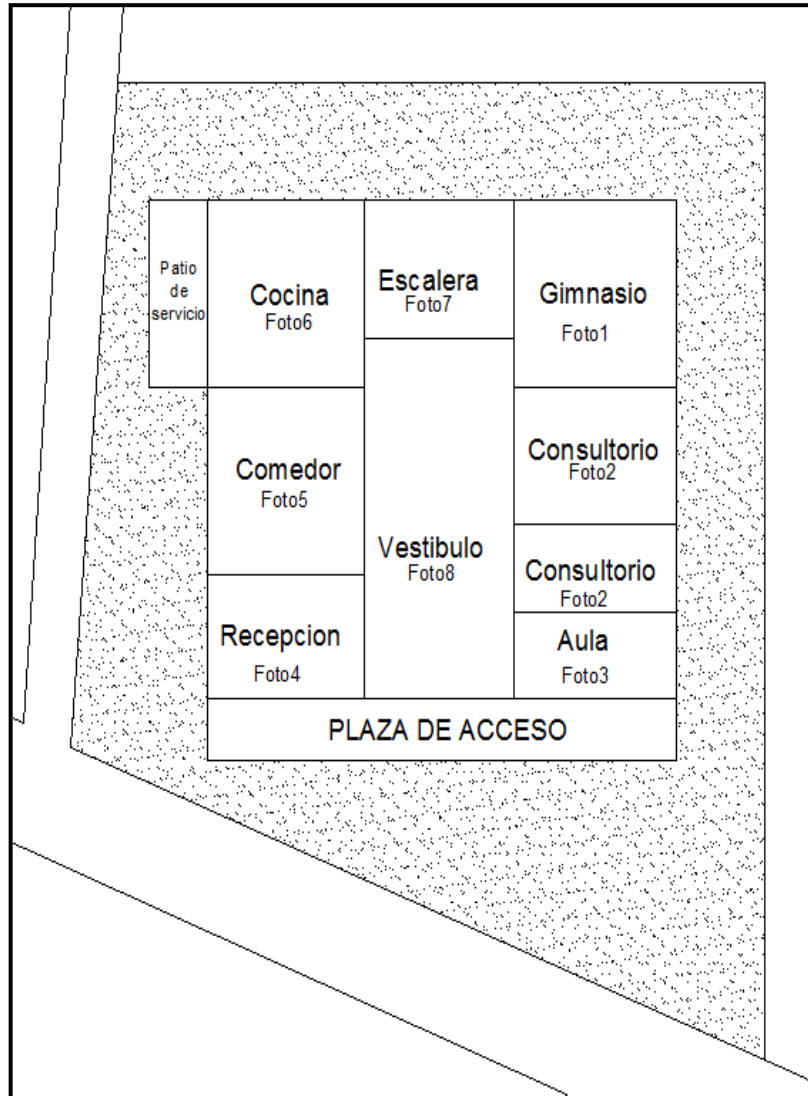 Patio
de
servicio
Cocina
Foto6
Escalera
Foto7
Gimnasio
Foto1
Comedor
Foto5
Vestibulo
Foto8
Consultorio
Foto2
Consultorio
Foto2
Recepcion
Foto4
Aula
Foto3
PLAZA DE ACCESO